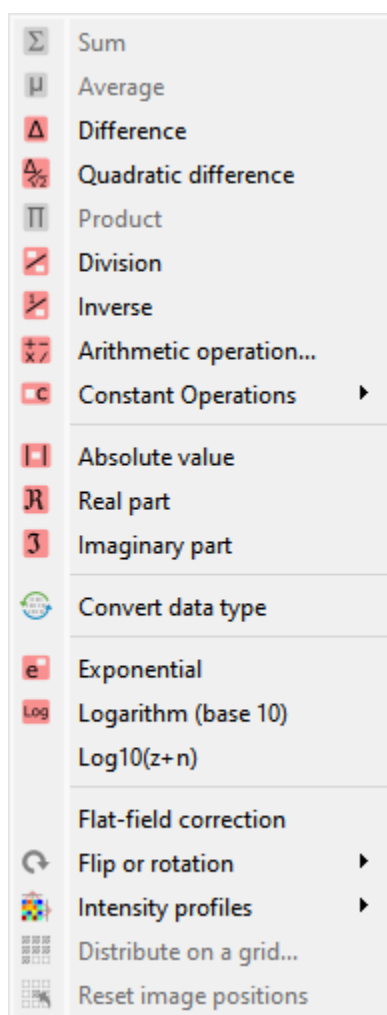 Σ Sum
μ Average
Δ Difference
Δ/√2 Quadratic difference
Π Product
Division
1 Inverse
+ − × / Arithmetic operation...
C Constant Operations
Absolute value
ℜ Real part
ℑ Imaginary part
Convert data type
e Exponential
Log Logarithm (base 10)
Log10(z+n)
Flat-field correction
Flip or rotation
Intensity profiles
Distribute on a grid...
Reset image positions